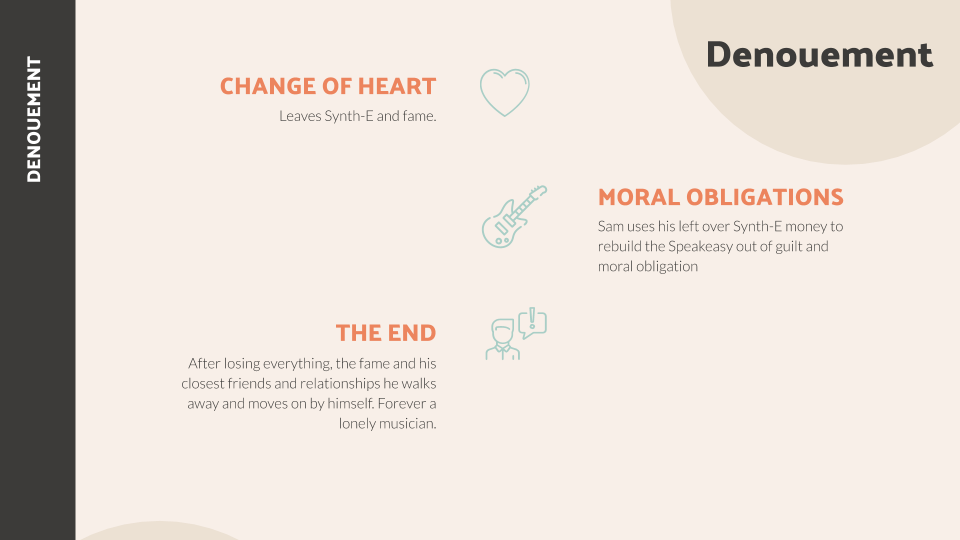 DENOUEMENT
Denouement
CHANGE OF HEART
Leaves Synth-E and fame.
MORAL OBLIGATIONS
Sam uses his left over Synth-E money to
rebuild the Speakeasy out of guilt and
moral obligation
THE END
After losing everything, the fame and his
closest friends and relationships he walks
away and moves on by himself. Forever a
lonely musician.